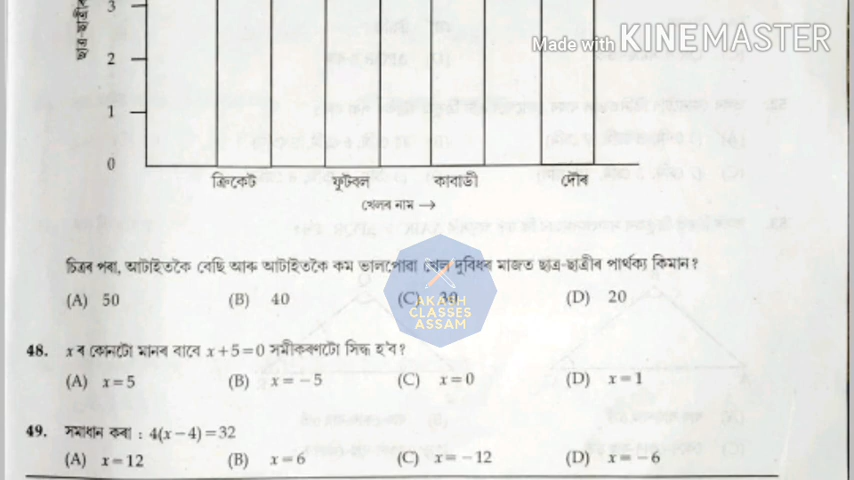 Made with KINEMASTER
ছাত্ৰ-ছাত্ৰীৰ
3
2
1
0
ক্ৰিকেট ফুটবল কাবাডী দৌৰ
খেলৰ নাম →
চিত্ৰৰ পৰা, আটাইতকৈ বেছি আৰু আটাইতকৈ কম ভালপোৱা খেল দুবিধৰ মাজত ছাত্ৰ-ছাত্ৰীৰ পাৰ্থক্য কিমান?
(A) 50 (B) 40 (C) 30 (D) 20
AKASH
CLASSES
ASSAM
48. x ৰ কোনটো মানৰ বাবে x+5=0 সমীকৰণটো সিদ্ধ হ'ব?
(A) x=5 (B) x=-5 (C) x=0 (D) x=1
49. সমাধান কৰা : 4(x-4)=32
(A) x=12 (B) x=6 (C) x=-12 (D) x=-6